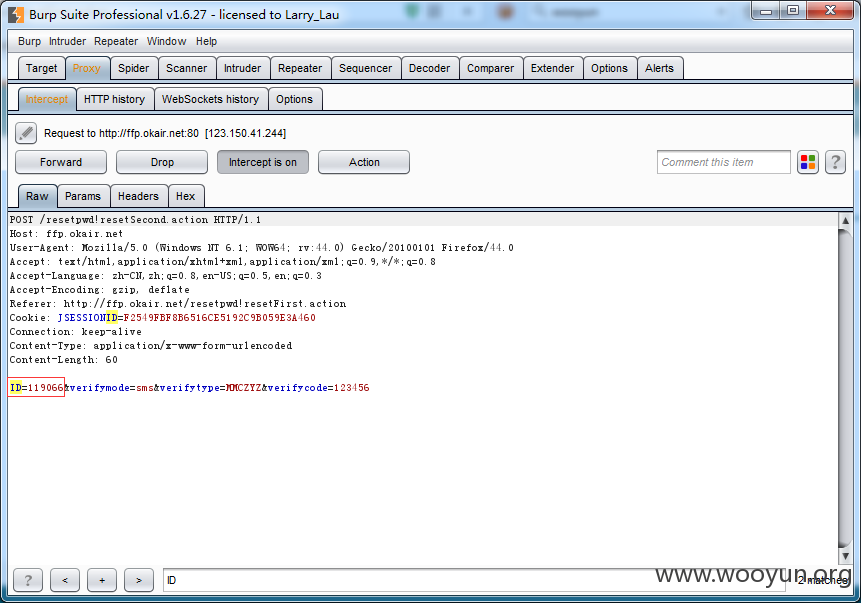 Burp Suite Professional v1.6.27 - licensed to Larry_Lau
Burp Intruder Repeater Window Help
Target Proxy Spider Scanner Intruder Repeater Sequencer Decoder Comparer Extender Options Alerts
Intercept HTTP history WebSockets history Options
Request to http://ffp.okair.net:80 [123.150.41.244]
Forward Drop Intercept is on Action Comment this item ?
Raw Params Headers Hex
POST /resetpwd!resetSecond.action HTTP/1.1
Host: ffp.okair.net
User-Agent: Mozilla/5.0 (Windows NT 6.1; WOW64; rv:44.0) Gecko/20100101 Firefox/44.0
Accept: text/html,application/xhtml+xml,application/xml;q=0.9,*/*;q=0.8
Accept-Language: zh-CN,zh;q=0.8,en-US;q=0.5,en;q=0.3
Accept-Encoding: gzip, deflate
Referer: http://ffp.okair.net/resetpwd!resetFirst.action
Cookie: JSESSIONID=F2549FBF8B6516CE5192C9B059E3A460
Connection: keep-alive
Content-Type: application/x-www-form-urlencoded
Content-Length: 60
ID=119066&verifymode=sms&verifytype=MMCZYZ&verifycode=123456
? < + > ID 2 matches
www.wooyun.org